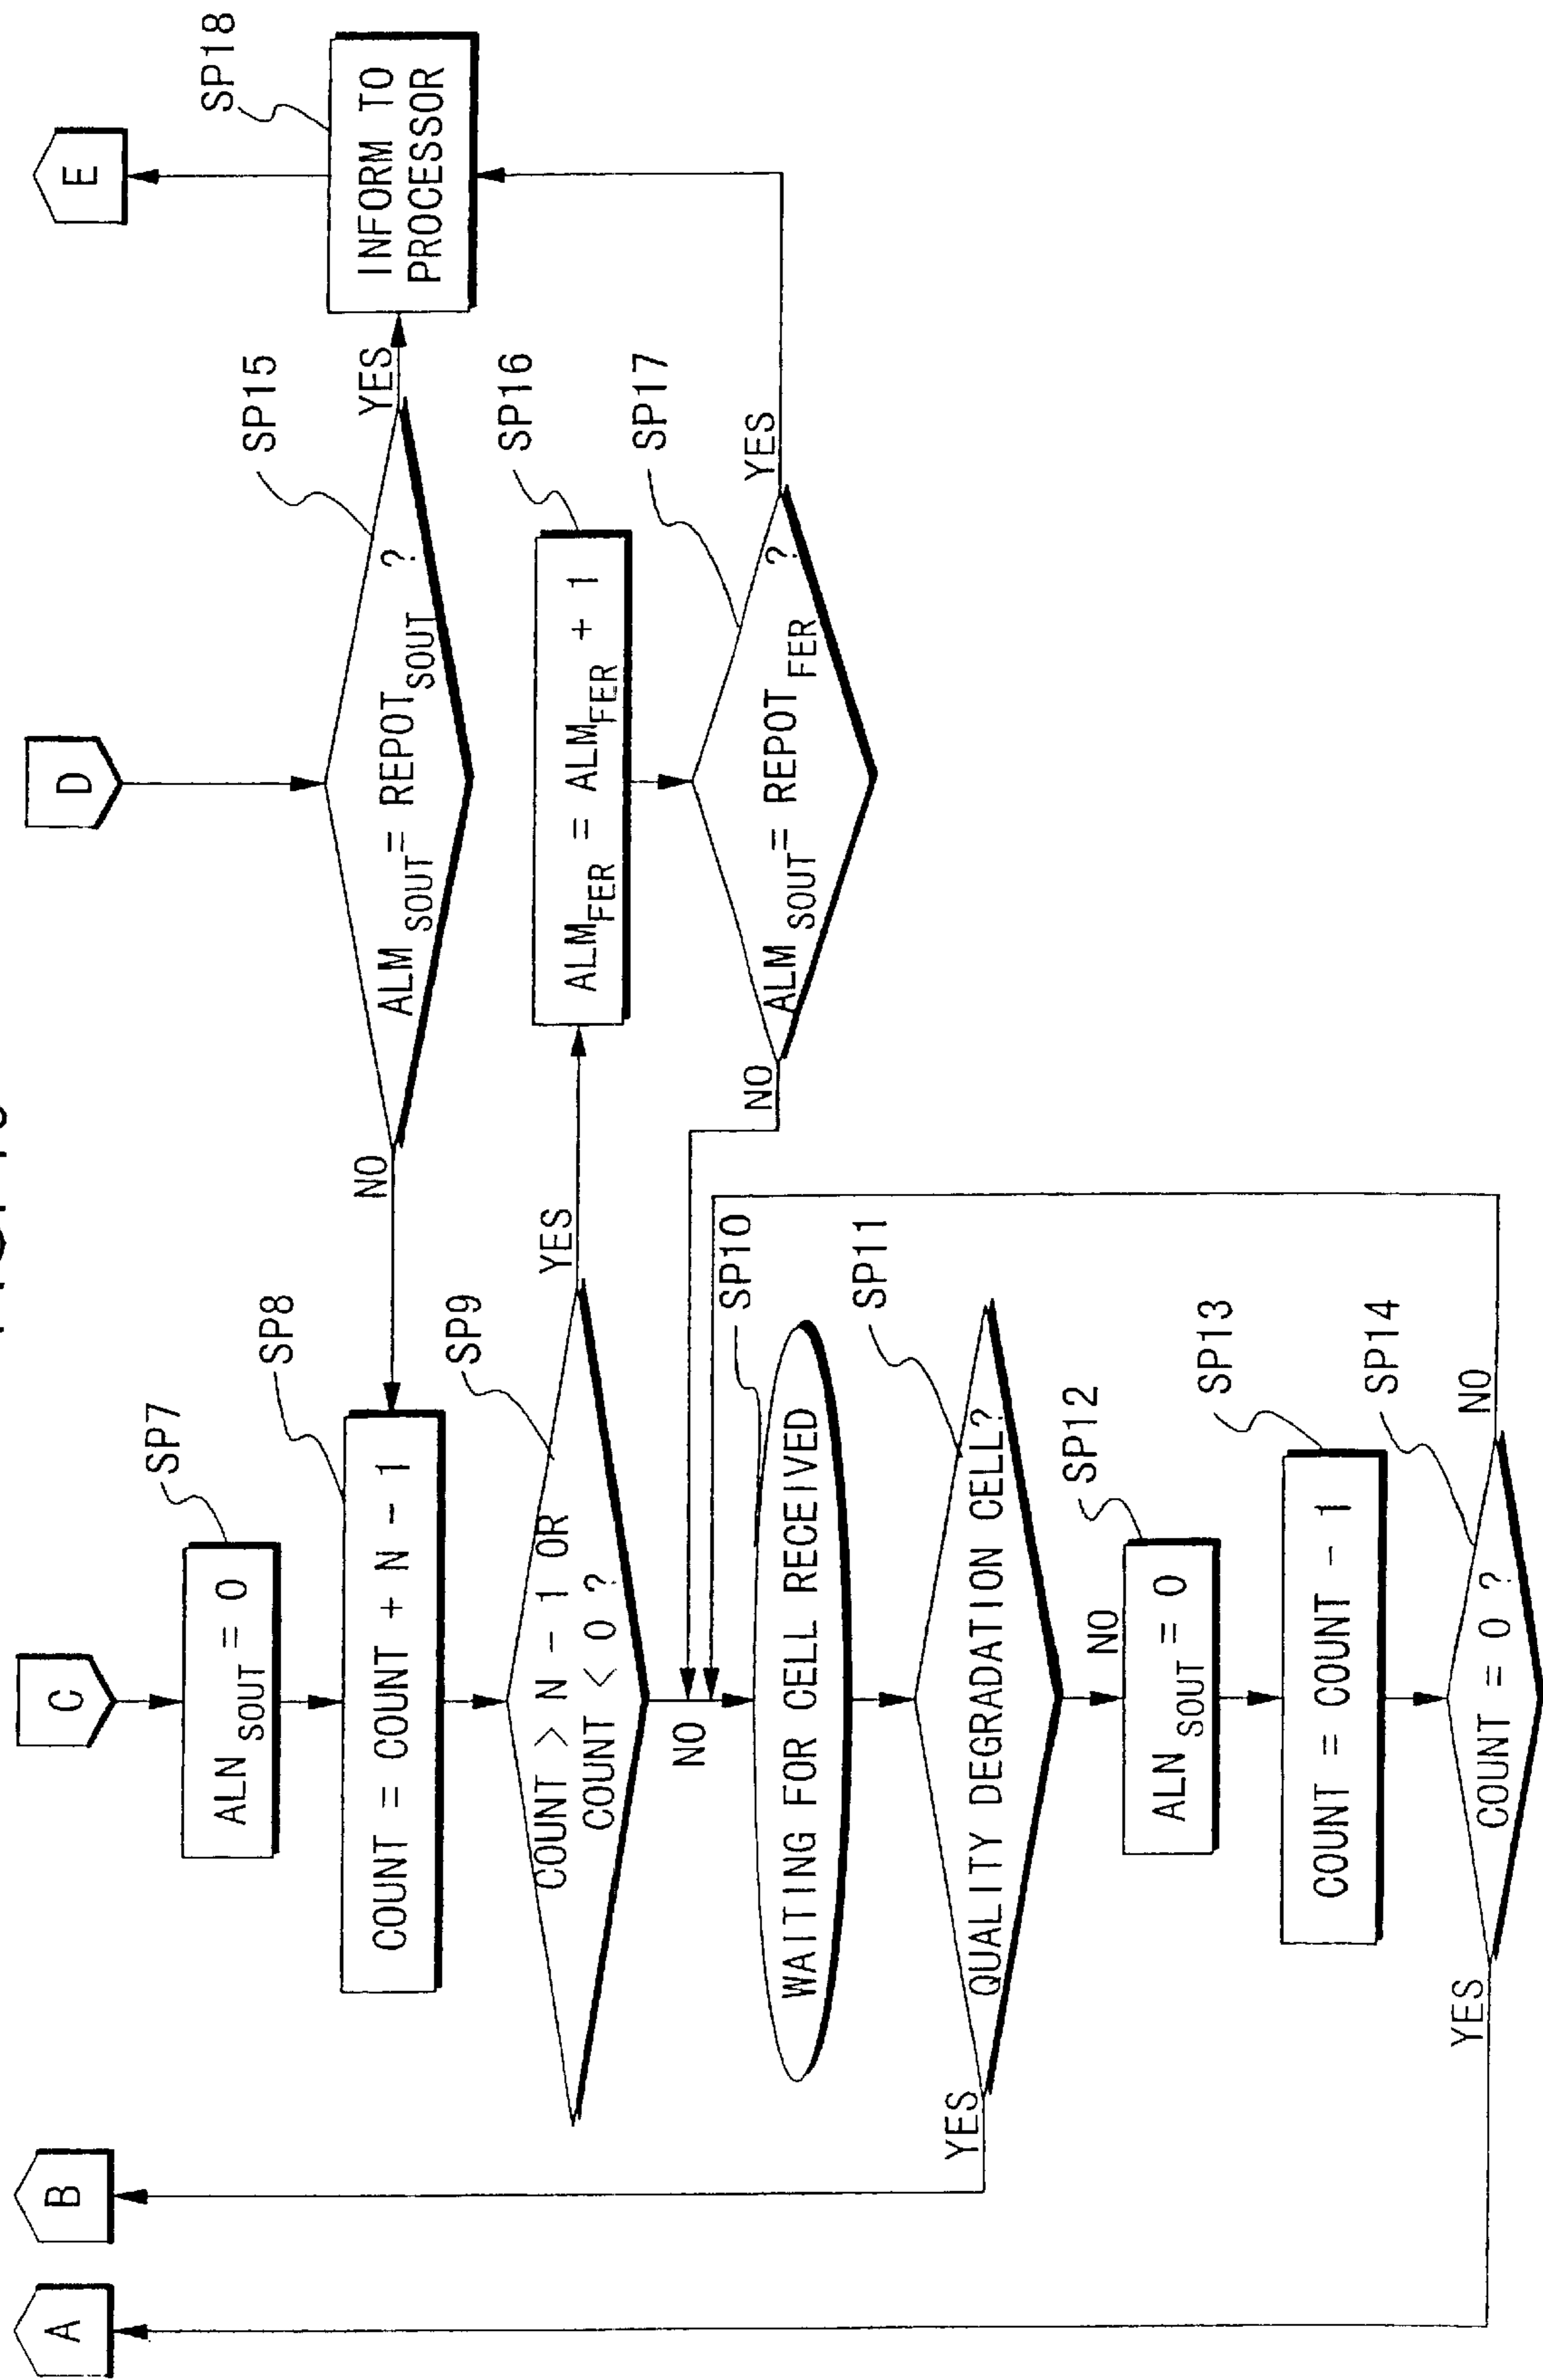 A
B
C
D
E
ALN SOUT = 0
SP7
COUNT = COUNT + N - 1
SP8
NO
ALM SOUT = REPOT SOUT ?
SP15
YES
INFORM TO
PROCESSOR
SP18
COUNT > N - 1 OR
COUNT < 0 ?
SP9
YES
NO
ALM FER = ALM FER + 1
SP16
ALM SOUT = REPOT FER ?
SP17
NO
YES
WAITING FOR CELL RECEIVED
SP10
QUALITY DEGRADATION CELL?
SP11
YES
NO
ALN SOUT = 0
SP12
COUNT = COUNT - 1
SP13
COUNT = 0 ?
SP14
YES
NO